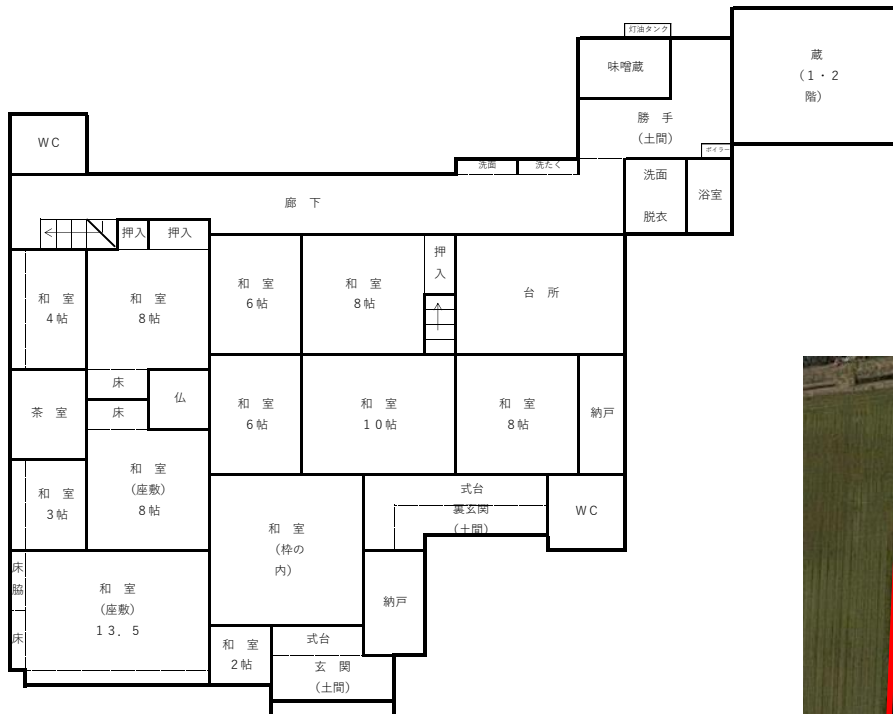 灯油タンク
味噌蔵
蔵
（１・２
階）
勝　手
（土間）
ＷＣ
ボイラー
洗面
洗たく
洗面
脱衣
浴室
廊　下
押入
押入
押
入
和　室
４帖
和　室
８帖
和　室
６帖
和　室
８帖
台　所
床
床
仏
茶　室
和　室
６帖
和　室
１０帖
和　室
８帖
納戸
和　室
３帖
和　室
（座敷）
８帖
式台
裏玄関
（土間）
ＷＣ
和　室
（枠の
内）
床
脇
床
和　室
（座敷）
１３．５
納戸
和　室
２帖
式台
玄　関
（土間）